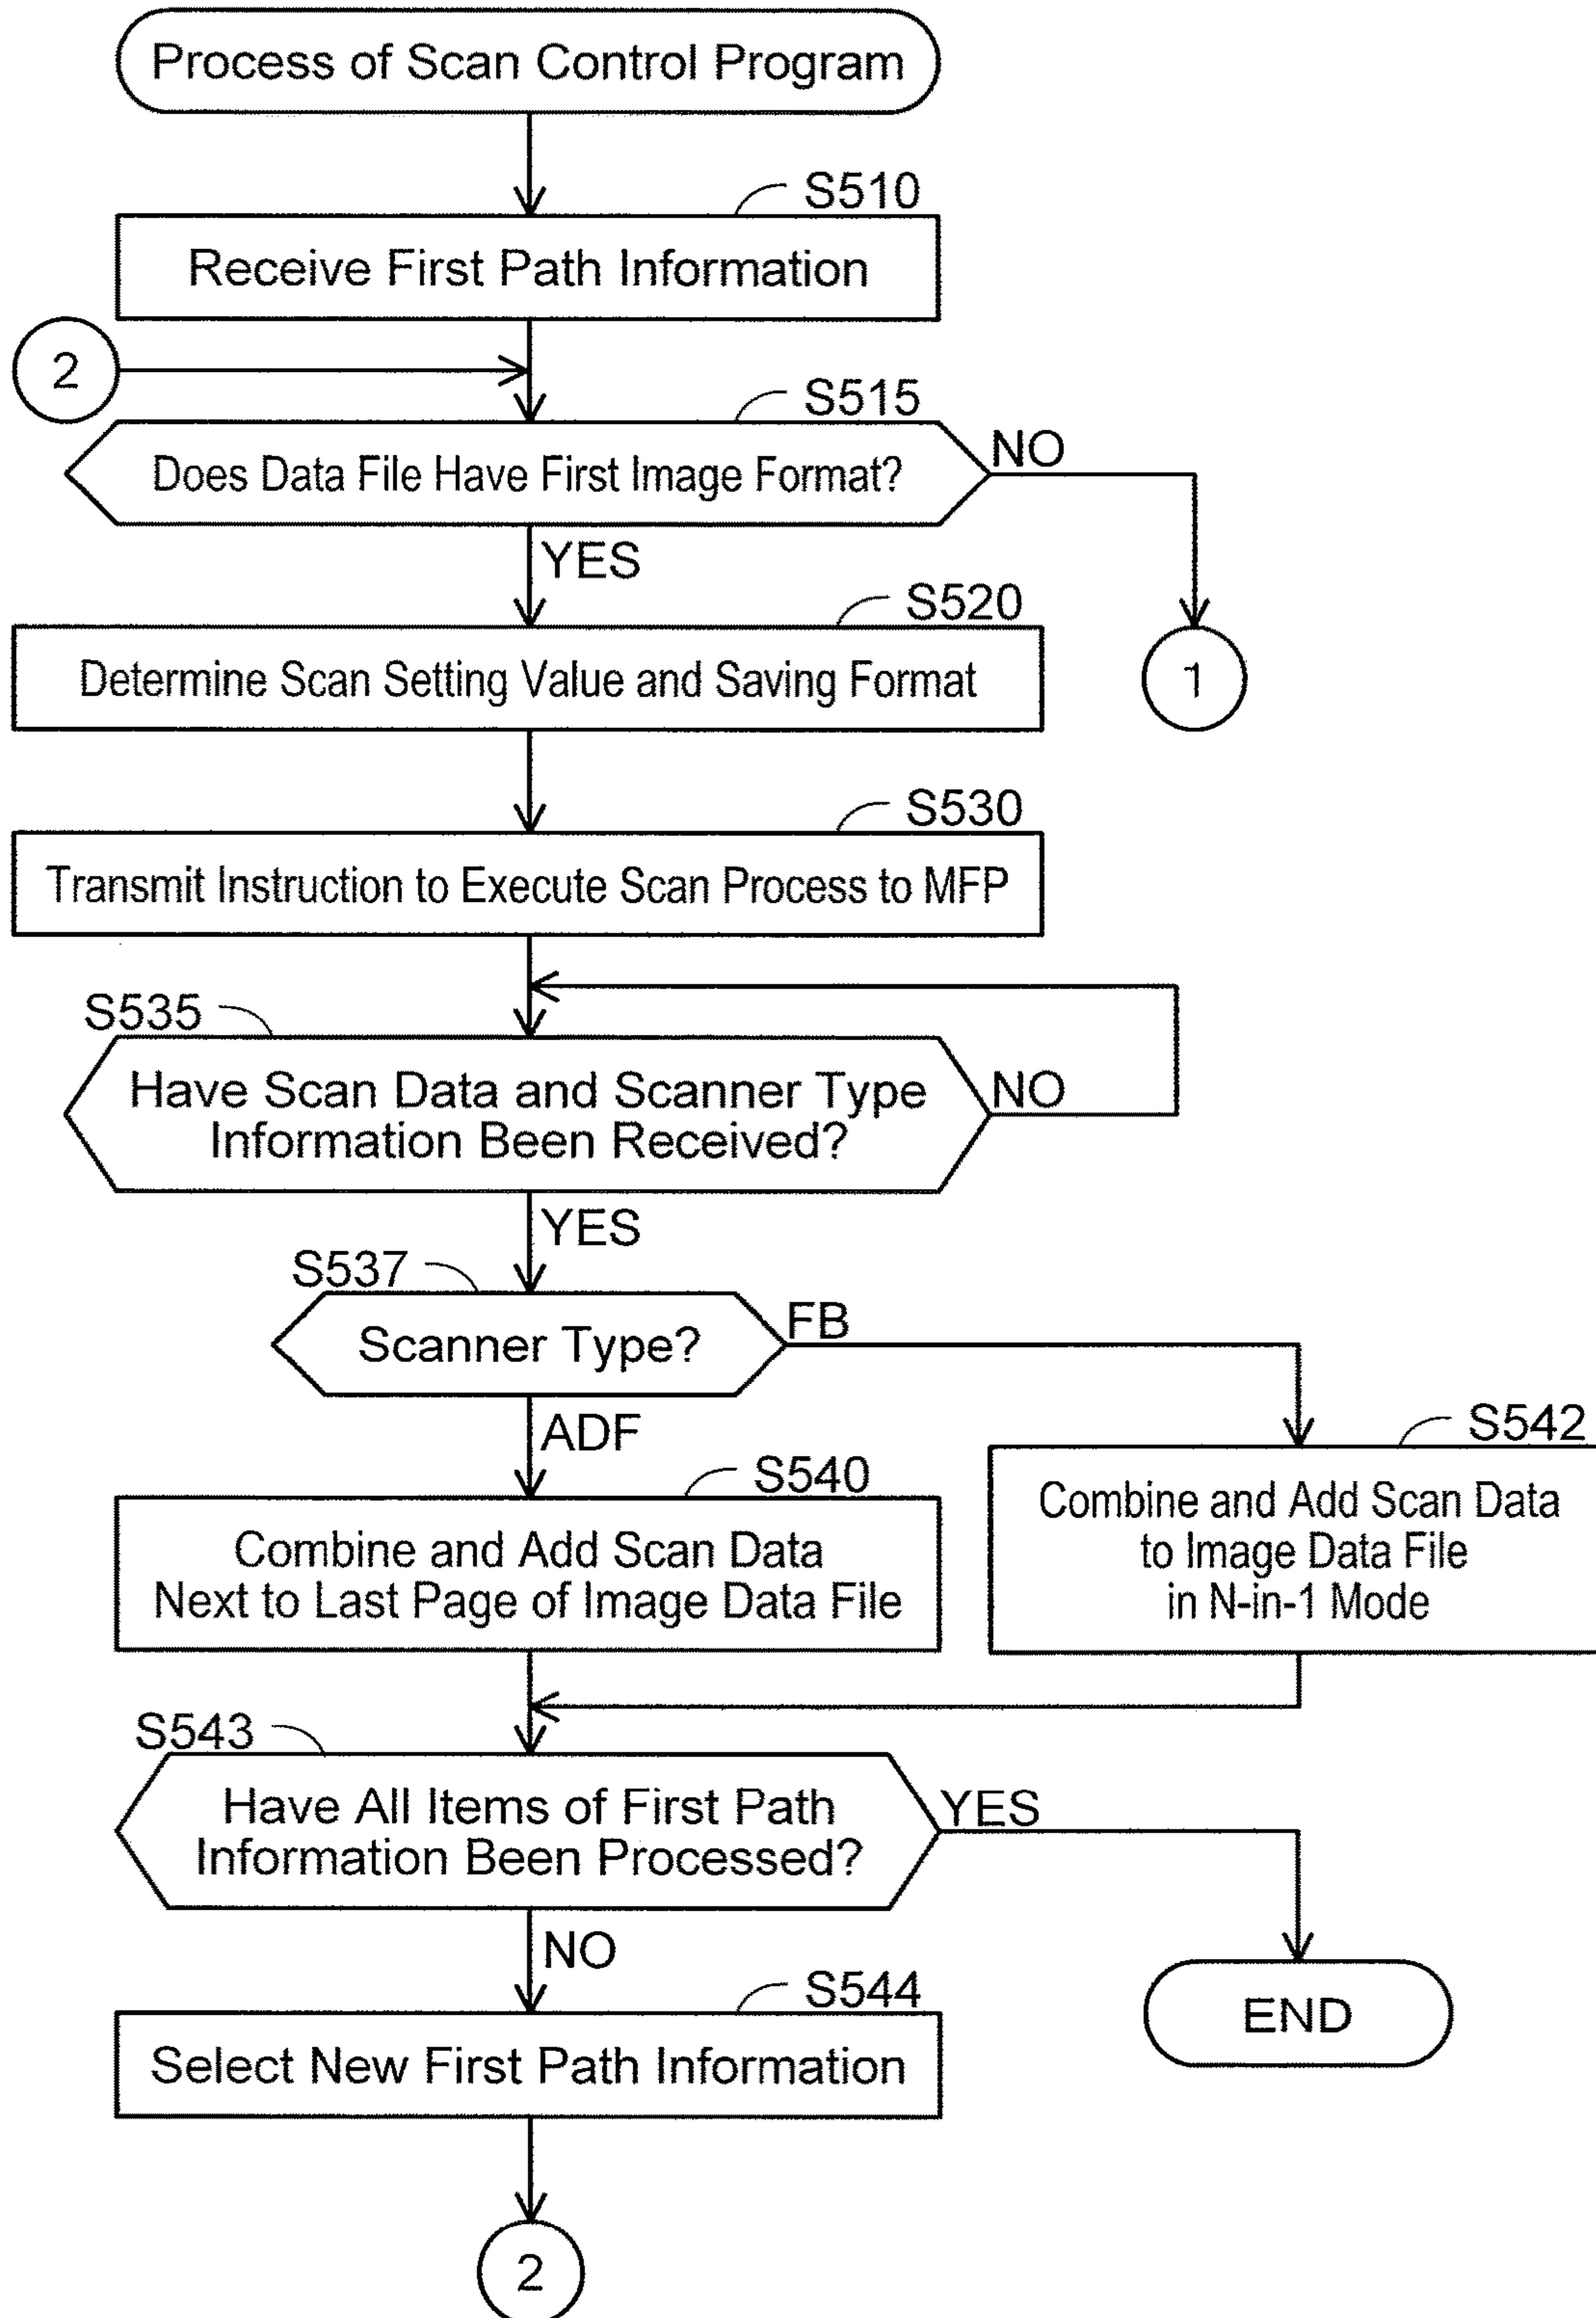 Process of Scan Control Program
S510
Receive First Path Information
2
S515
Does Data File Have First Image Format?
NO
YES
S520
Determine Scan Setting Value and Saving Format
1
S530
Transmit Instruction to Execute Scan Process to MFP
S535
Have Scan Data and Scanner Type
Information Been Received?
NO
YES
S537
Scanner Type?
FB
ADF
S540
Combine and Add Scan Data
Next to Last Page of Image Data File
S542
Combine and Add Scan Data
to Image Data File
in N-in-1 Mode
S543
Have All Items of First Path
Information Been Processed?
YES
NO
S544
Select New First Path Information
END
2